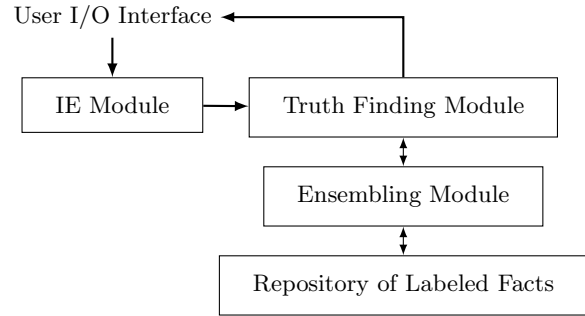 User I/O Interface
IE Module
Truth Finding Module
Ensembling Module
Repository of Labeled Facts